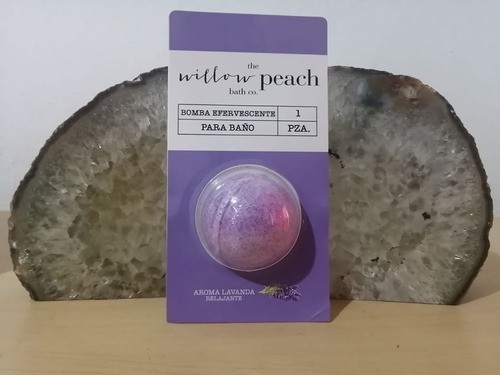 the
willow peach
bath co.
BOMBA EFERVESCENTE 1
PARA BAÑO PZA.
AROMA LAVANDA
RELAJANTE